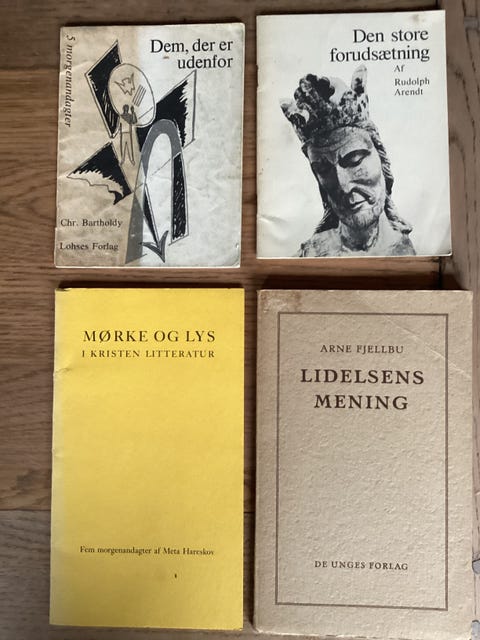 5 morgenandagter
Dem, der er
udenfor
Chr. Bartholdy
Lohses Forlag
Den store
forudsætning
Af
Rudolph
Arendt
MØRKE OG LYS
I KRISTEN LITTERATUR
Fem morgenandagter af Meta Hareskov
ARNE FJELLBU
LIDELSENS
MENING
DE UNGES FORLAG